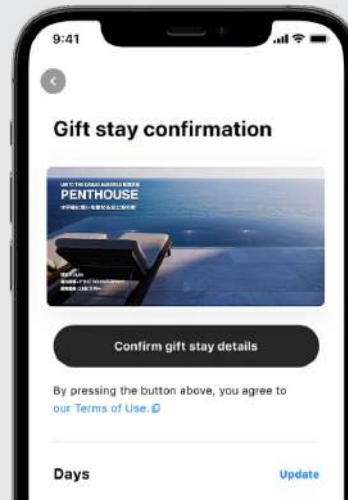 9:41
Gift stay confirmation
PENTHOUSE
Confirm gift stay details
By pressing the button above, you agree to
our Terms of Use.
Days
Update